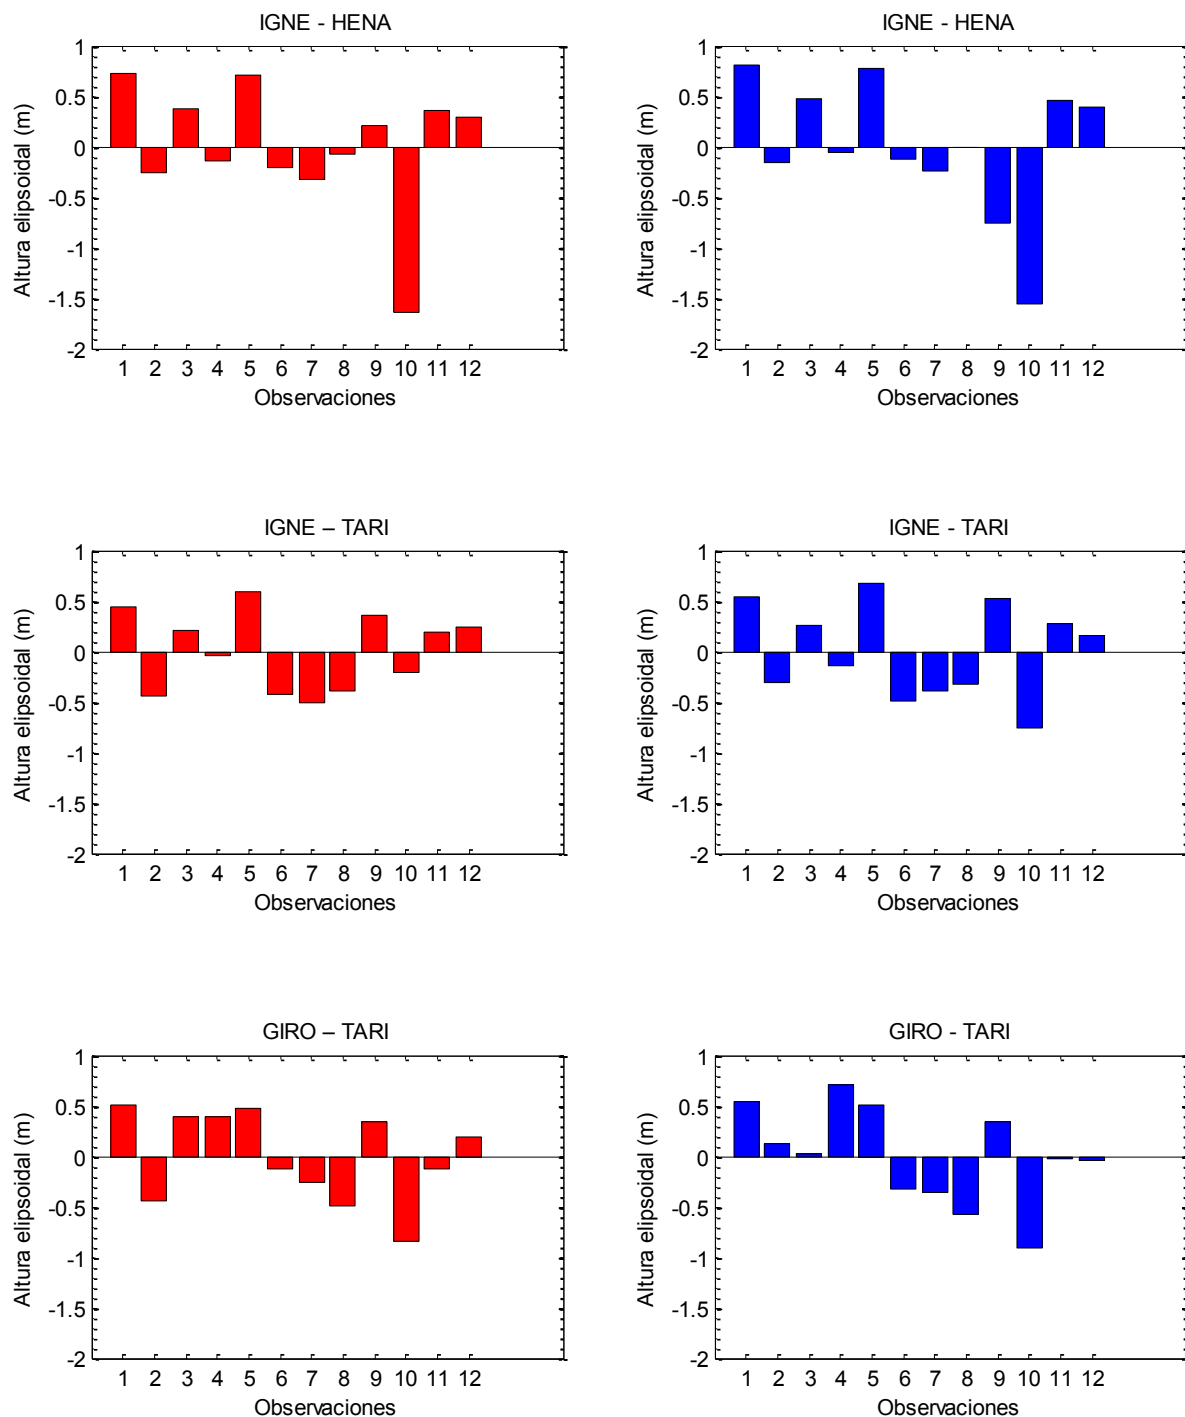 IGNE - HENA
1
0.5
0
-0.5
-1
-1.5
-2
Altura elipsoidal (m)
1 2 3 4 5 6 7 8 9 10 11 12
Observaciones
IGNE - HENA
1
0.5
0
-0.5
-1
-1.5
-2
Altura elipsoidal (m)
1 2 3 4 5 6 7 8 9 10 11 12
Observaciones
IGNE – TARI
1
0.5
0
-0.5
-1
-1.5
-2
Altura elipsoidal (m)
1 2 3 4 5 6 7 8 9 10 11 12
Observaciones
IGNE - TARI
1
0.5
0
-0.5
-1
-1.5
-2
Altura elipsoidal (m)
1 2 3 4 5 6 7 8 9 10 11 12
Observaciones
GIRO – TARI
1
0.5
0
-0.5
-1
-1.5
-2
Altura elipsoidal (m)
1 2 3 4 5 6 7 8 9 10 11 12
Observaciones
GIRO - TARI
1
0.5
0
-0.5
-1
-1.5
-2
Altura elipsoidal (m)
1 2 3 4 5 6 7 8 9 10 11 12
Observaciones